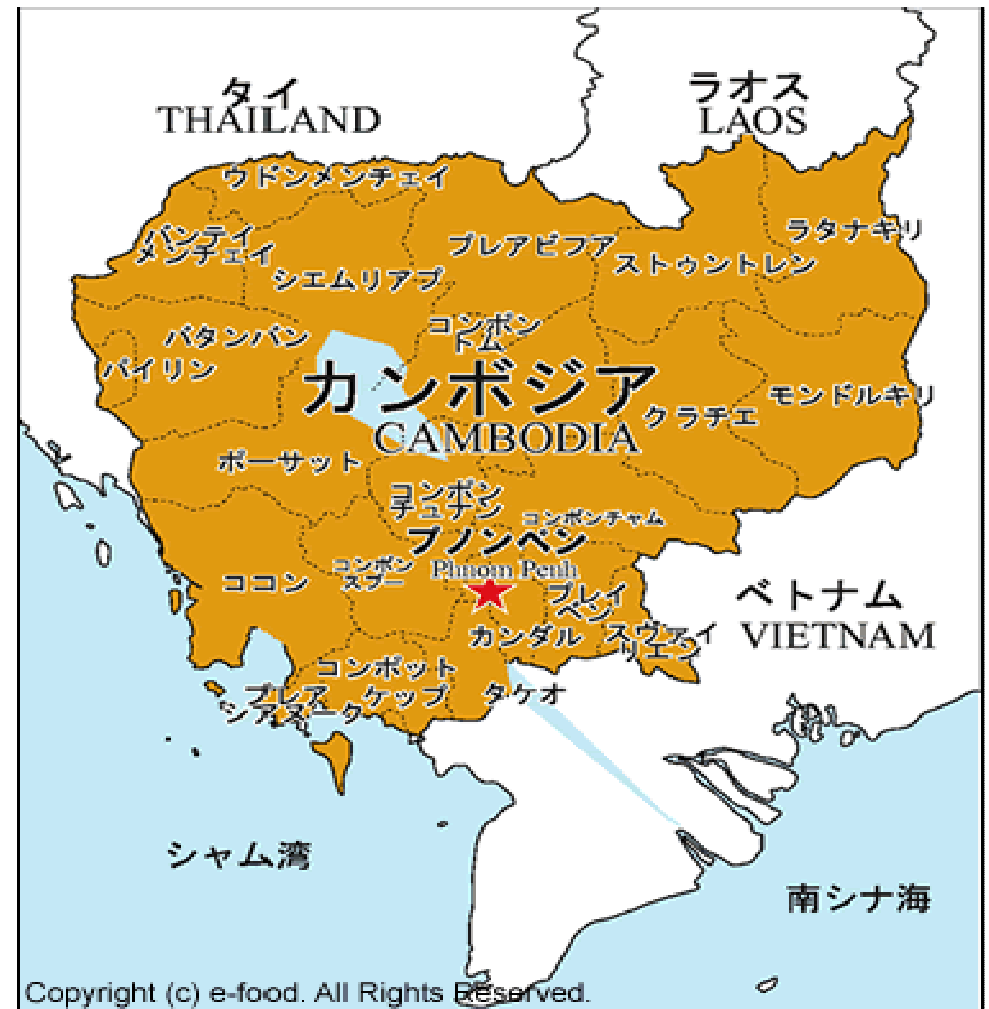 タイ
THAILAND
ラオス
LAOS
ウドンメンチェイ
バンテイ
メンチェイ
シエムリアプ
プレアビフア
ストゥントレン
ラタナキリ
バタンバン
パイリン
コンポン
トム
カンボジア
CAMBODIA
クラチエ
モンドルキリ
ポーサット
コンポン
チュナン
コンポンチャム
プノンペン
Phnom Penh
コンポン
スプー
ココン
プレイ
ベン
カンダル
スヴァイ
リエン
ベトナム
VIETNAM
コンポット
プレア
シアヌーク
ケップ
タケオ
シャム湾
南シナ海
Copyright (c) e-food. All Rights Reserved.